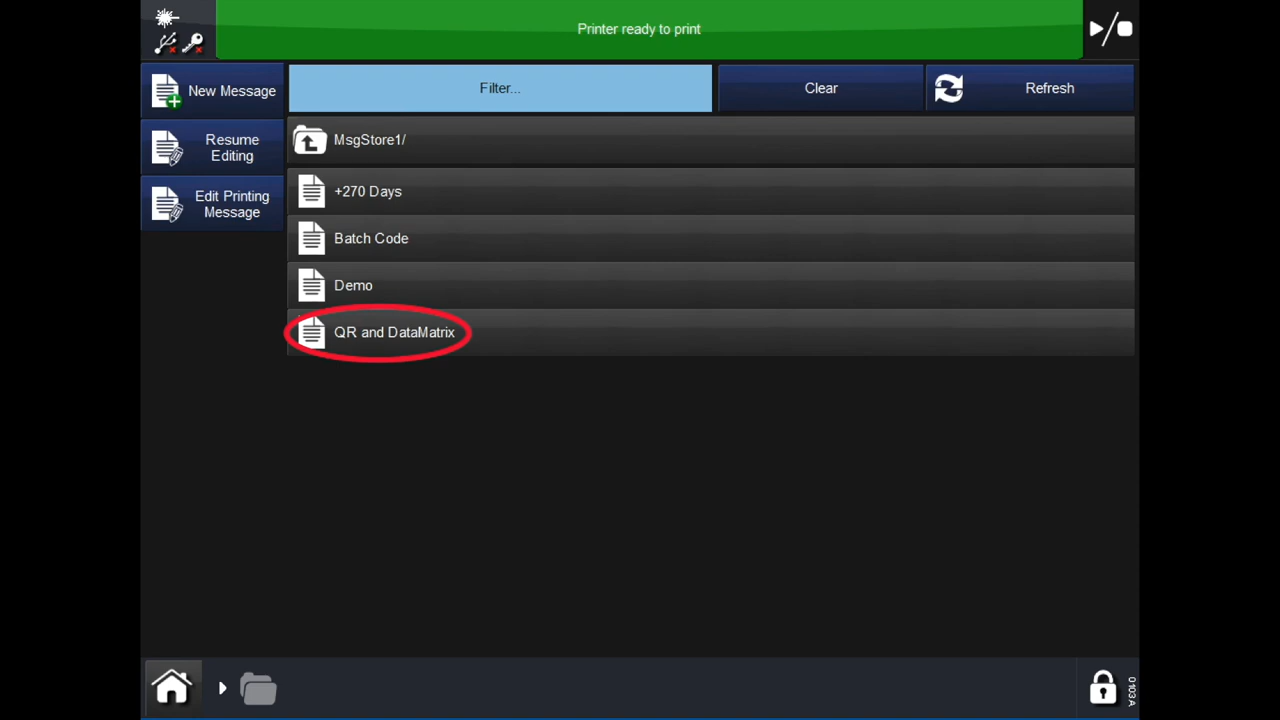 Printer ready to print
New Message
Filter...
Clear
Refresh
Resume
Editing
Edit Printing
Message
MsgStore1/
+270 Days
Batch Code
Demo
QR and DataMatrix
0103A